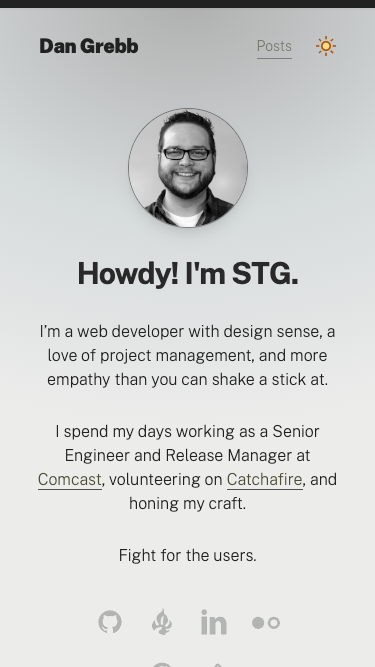 Dan Grebb
Posts
Howdy! I'm STG.
I’m a web developer with design sense, a
love of project management, and more
empathy than you can shake a stick at.
I spend my days working as a Senior
Engineer and Release Manager at
Comcast, volunteering on Catchafire, and
honing my craft.
Fight for the users.